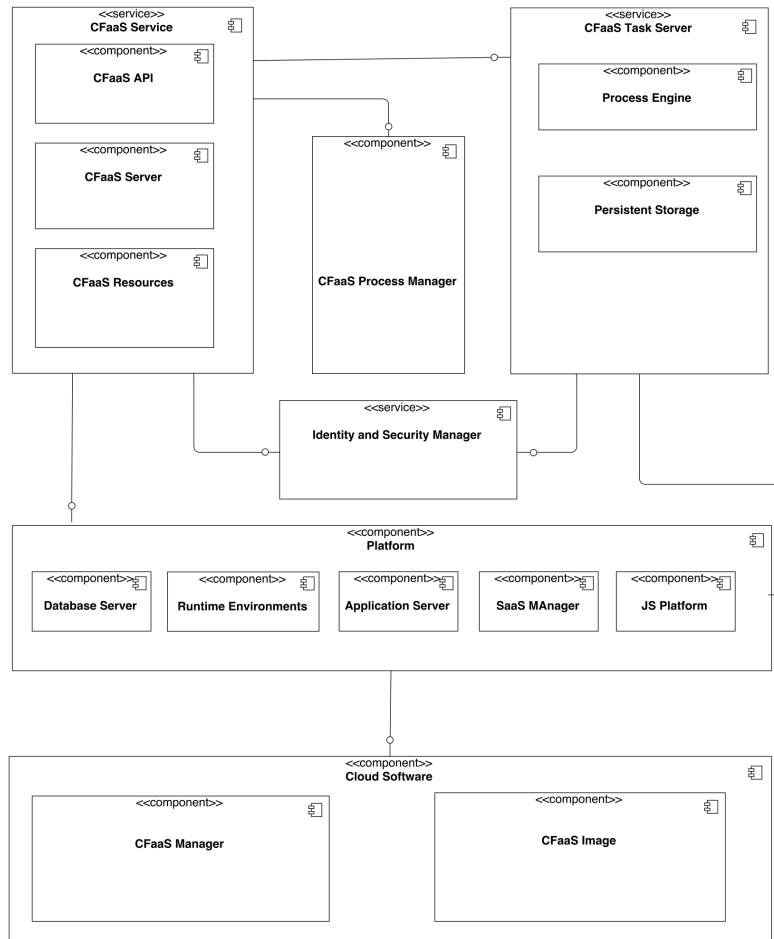 <<service>>
CFaaS Service
<<component>>
CFaaS API
<<component>>
CFaaS Server
<<component>>
CFaaS Resources
<<component>>
CFaaS Process Manager
<<service>>
CFaaS Task Server
<<component>>
Process Engine
<<component>>
Persistent Storage
<<service>>
Identity and Security Manager
<<component>>
Platform
<<component>>
Database Server
<<component>>
Runtime Environments
<<component>>
Application Server
<<component>>
SaaS MAnager
<<component>>
JS Platform
<<component>>
Cloud Software
<<component>>
CFaaS Manager
<<component>>
CFaaS Image